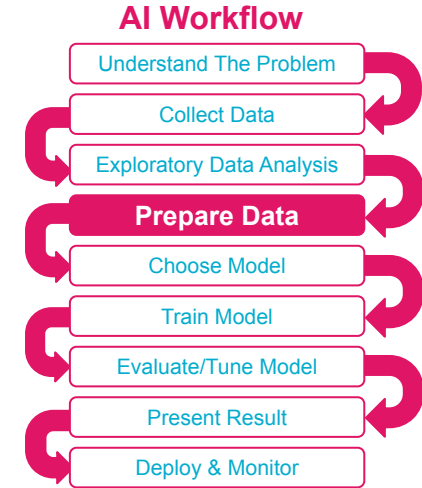 AI Workflow
Understand The Problem
Collect Data
Exploratory Data Analysis
Prepare Data
Choose Model
Train Model
Evaluate/Tune Model
Present Result
Deploy & Monitor